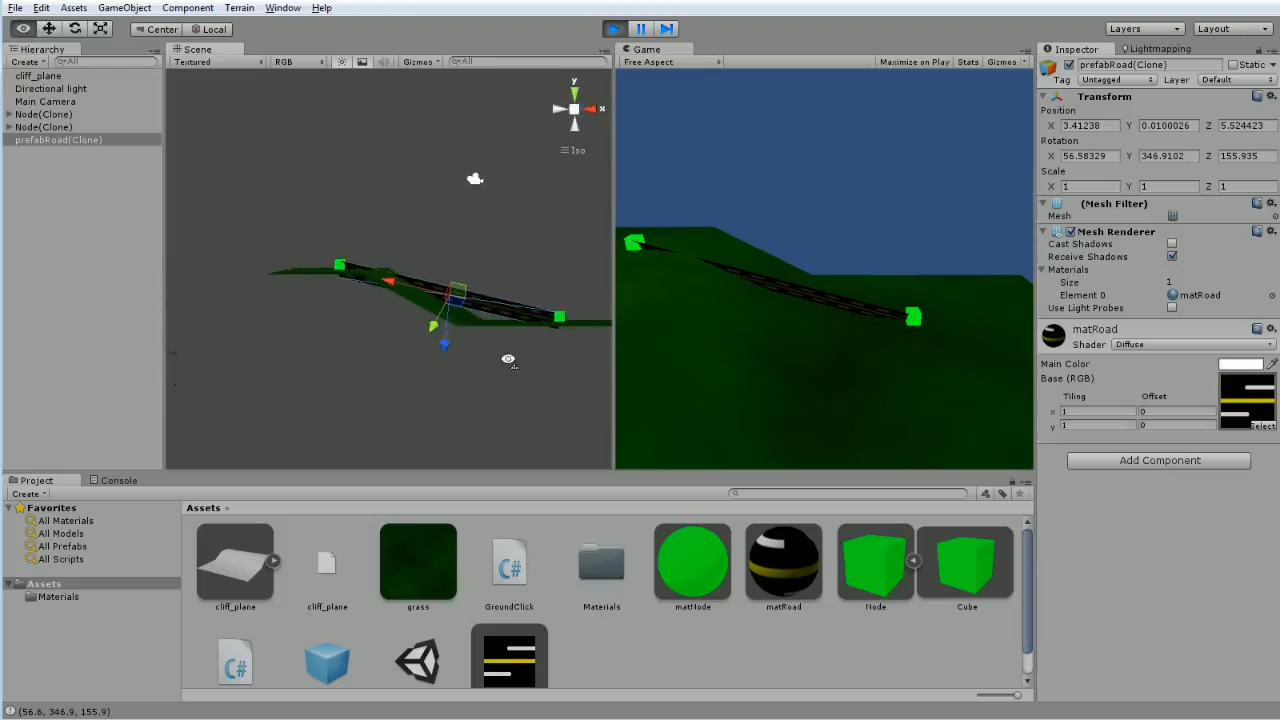 File Edit Assets GameObject Component Terrain Window Help
Center Local Layers Layout
Hierarchy
Create All
cliff_plane
Directional light
Main Camera
Node(Clone)
Node(Clone)
prefabRoad(Clone)
Scene
Textured RGB Gizmos All
y
x
Iso
Game
Free Aspect Maximize on Play Stats Gizmos
Inspector Lightmapping
prefabRoad(Clone) Static
Tag Untagged Layer Default
Transform
Position
X 3.41238 Y 0.0100026 Z 5.524423
Rotation
X 56.58329 Y 346.9102 Z 155.935
Scale
X 1 Y 1 Z 1
(Mesh Filter)
Mesh
Mesh Renderer
Cast Shadows
Receive Shadows
Materials
Size 1
Element 0 matRoad
Use Light Probes
matRoad
Shader Diffuse
Main Color
Base (RGB)
Tiling Offset
x 1 0
y 1 0
Select
Add Component
Project Console
Create
Favorites
All Materials
All Models
All Prefabs
All Scripts
Assets
Materials
Assets
C#
cliff_plane cliff_plane grass GroundClick Materials matNode matRoad Node Cube
C#
(56.6, 346.9, 155.9)